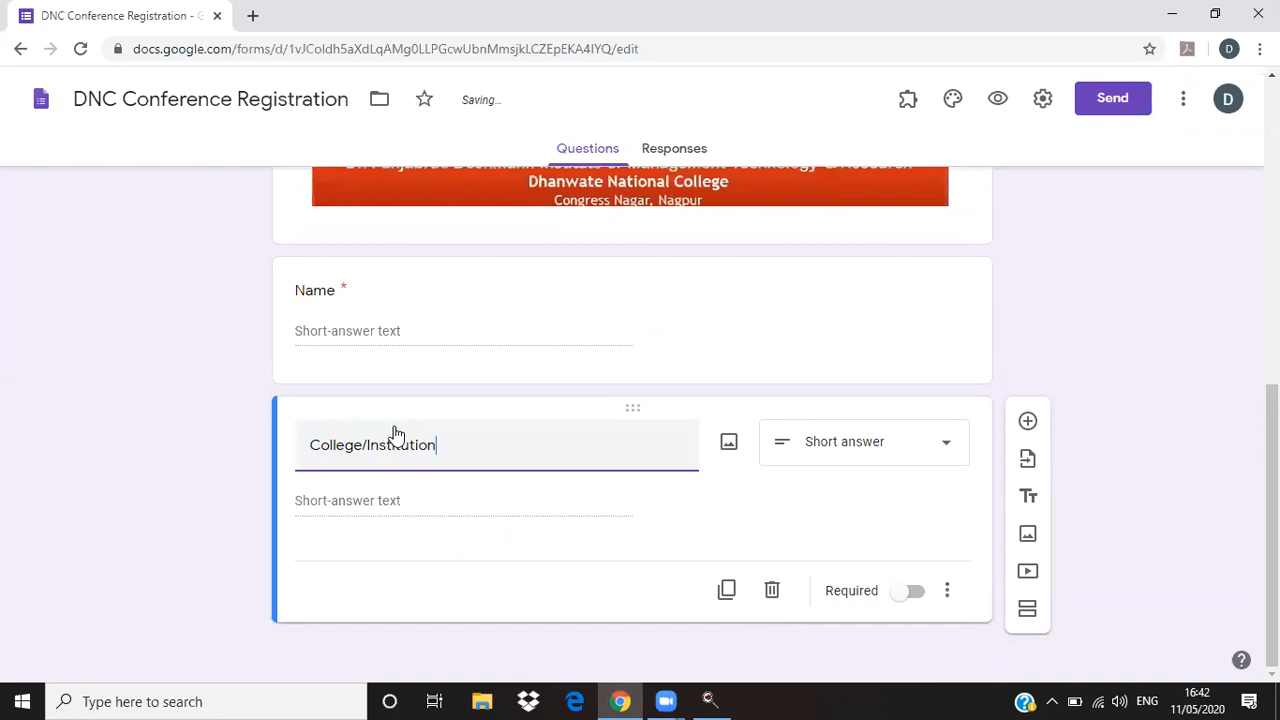 DNC Conference Registration - G
docs.google.com/forms/d/1vJColdh5aXdLqAMg0LLPGcwUbnMmsjkLCZEpEKA4IYQ/edit
D
DNC Conference Registration
Saving...
Send
D
Questions
Responses
Dhanwate National College
Congress Nagar, Nagpur
Name *
Short-answer text
College/Institution
Short answer
Short-answer text
Required
Type here to search
ENG
16:42
11/05/2020